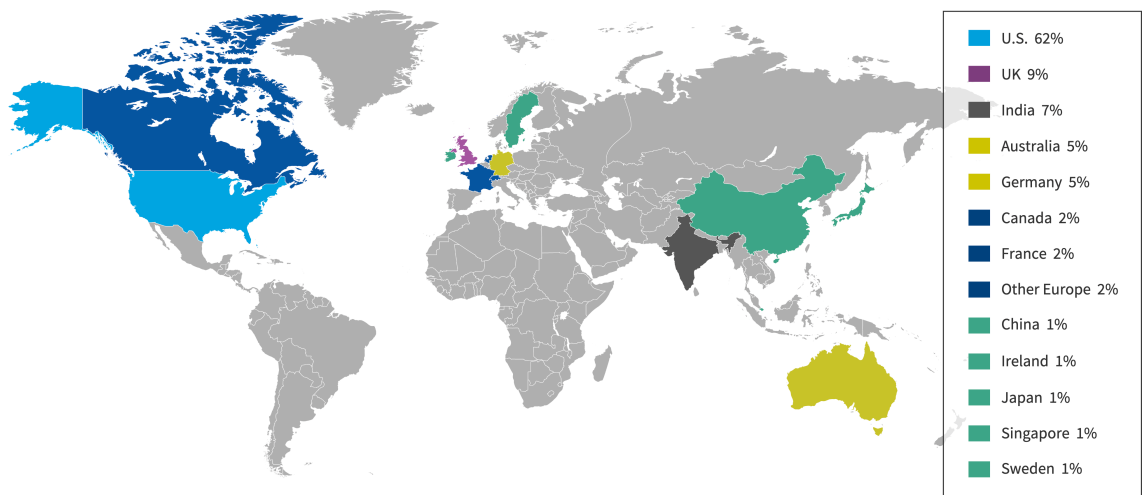 U.S. 62%
UK 9%
India 7%
Australia 5%
Germany 5%
Canada 2%
France 2%
Other Europe 2%
China 1%
Ireland 1%
Japan 1%
Singapore 1%
Sweden 1%